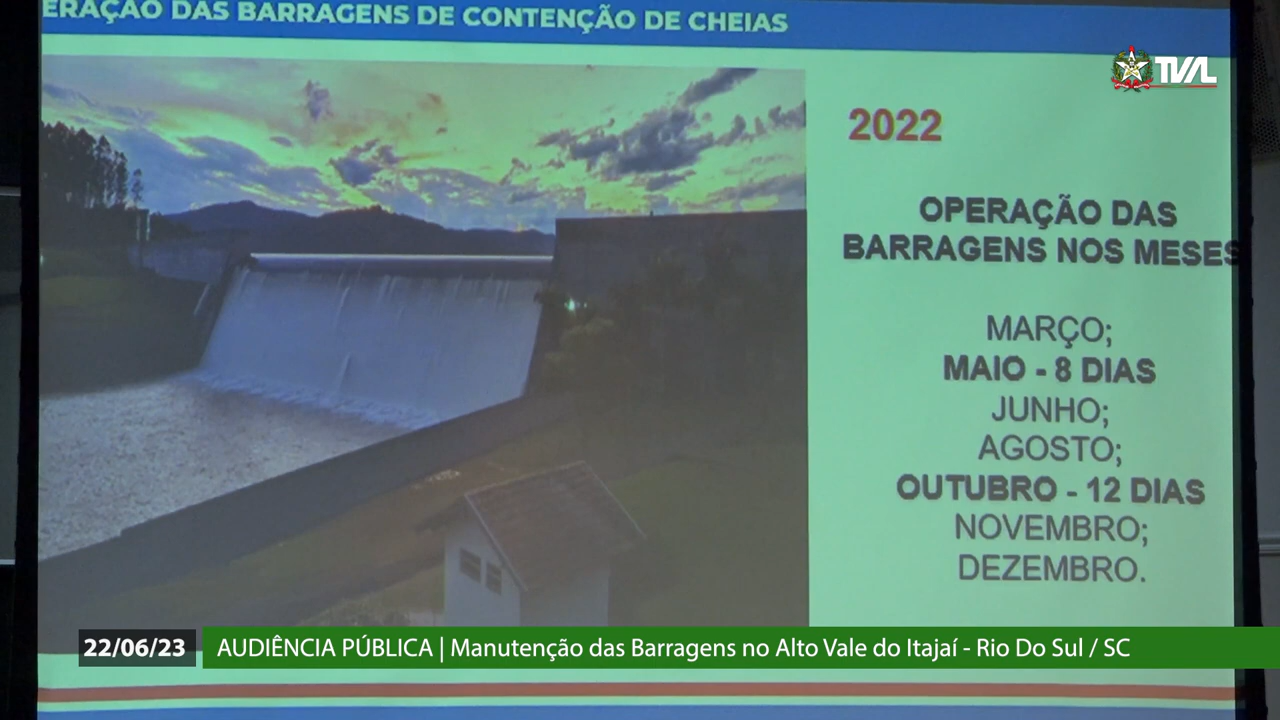 ERAÇÃO DAS BARRAGENS DE CONTENÇÃO DE CHEIAS
TVAL
2022
OPERAÇÃO DAS
BARRAGENS NOS MESES
MARÇO;
MAIO - 8 DIAS
JUNHO;
AGOSTO;
OUTUBRO - 12 DIAS
NOVEMBRO;
DEZEMBRO.
22/06/23 AUDIÊNCIA PÚBLICA | Manutenção das Barragens no Alto Vale do Itajaí - Rio Do Sul / SC